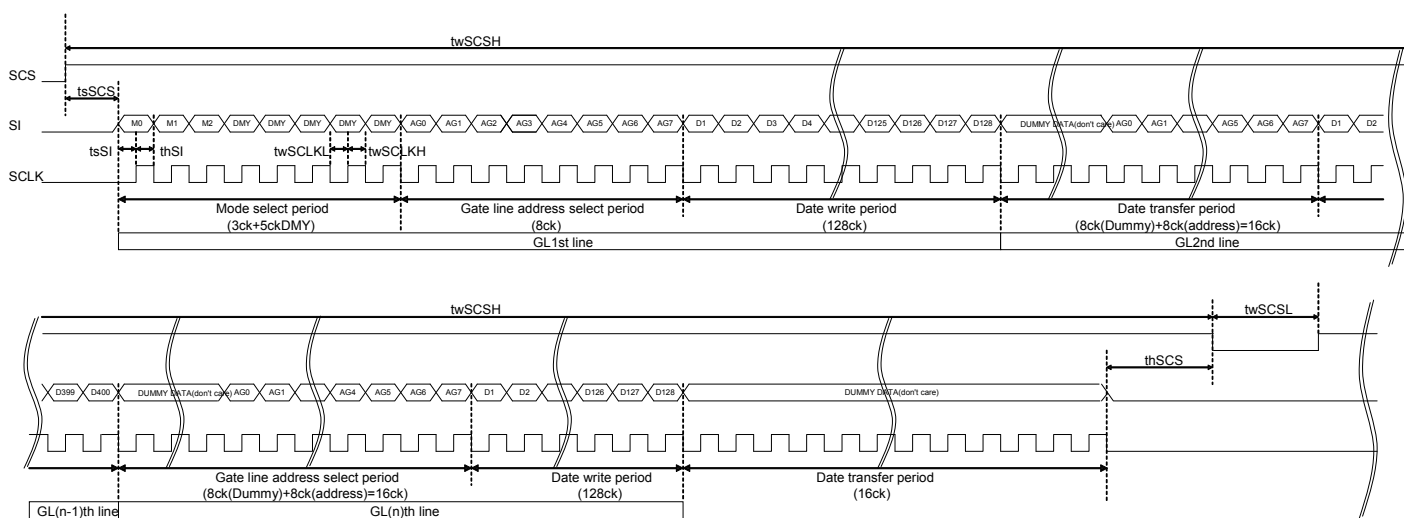 twSCSH
SCS
tsSCS
SI M0 M1 M2 DMY DMY DMY DMY DMY AG0 AG1 AG2 AG3 AG4 AG5 AG6 AG7 D1 D2 D3 D4 D125 D126 D127 D128 DUMMY DATA(don't care) AG0 AG1 AG5 AG6 AG7 D1 D2
tsSI thSI twSCLKL twSCLKH
SCLK
Mode select period Gate line address select period Date write period Date transfer period
(3ck+5ckDMY) (8ck) (128ck) (8ck(Dummy)+8ck(address)=16ck)
GL1st line GL2nd line
twSCSH twSCSL
thSCS
D399 D400 DUMMY DATA(don't care) AG0 AG1 AG4 AG5 AG6 AG7 D1 D2 D126 D127 D128 DUMMY DATA(don't care)
Gate line address select period Date write period Date transfer period
(8ck(Dummy)+8ck(address)=16ck) (128ck) (16ck)
GL(n-1)th line GL(n)th line